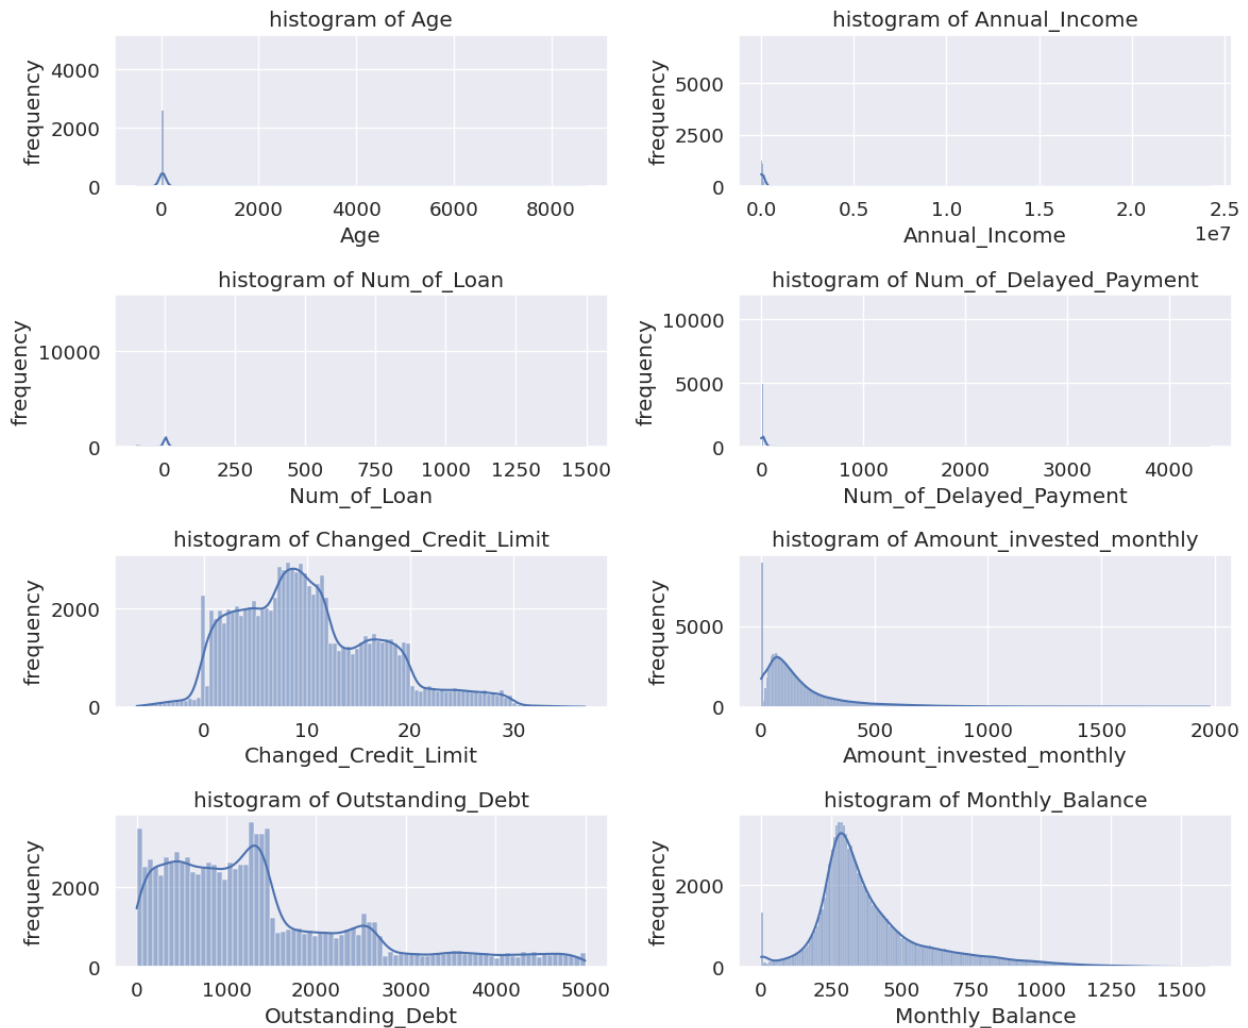 histogram of Age
frequency
4000
2000
0
0 2000 4000 6000 8000
Age
histogram of Annual_Income
frequency
5000
2500
0
0.0 0.5 1.0 1.5 2.0 2.5
1e7
Annual_Income
histogram of Num_of_Loan
frequency
10000
0
0 250 500 750 1000 1250 1500
Num_of_Loan
histogram of Num_of_Delayed_Payment
frequency
10000
5000
0
0 1000 2000 3000 4000
Num_of_Delayed_Payment
histogram of Changed_Credit_Limit
frequency
2000
0
0 10 20 30
Changed_Credit_Limit
histogram of Amount_invested_monthly
frequency
5000
0
0 500 1000 1500 2000
Amount_invested_monthly
histogram of Outstanding_Debt
frequency
2000
0
0 1000 2000 3000 4000 5000
Outstanding_Debt
histogram of Monthly_Balance
frequency
2000
0
0 250 500 750 1000 1250 1500
Monthly_Balance